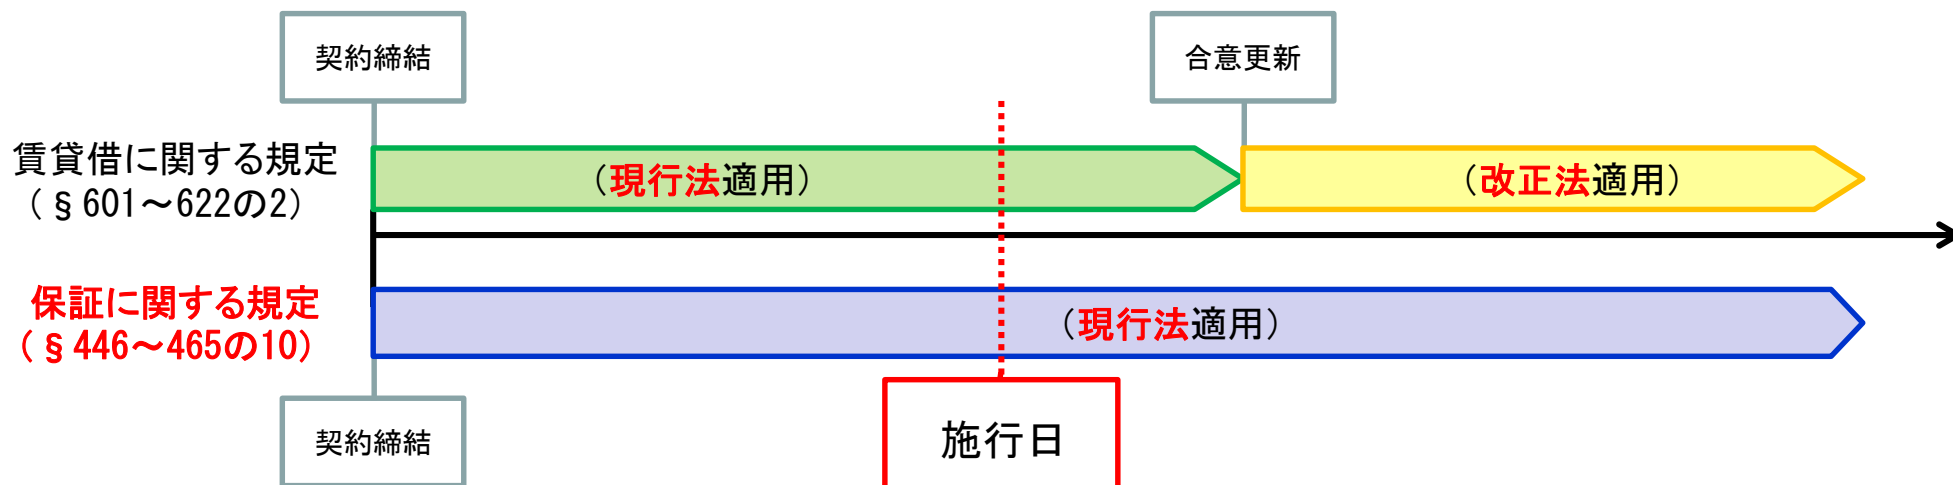 契約締結
合意更新
賃貸借に関する規定
（§601～622の2）
（現行法適用）
（改正法適用）
保証に関する規定
（§446～465の10）
（現行法適用）
契約締結
施行日